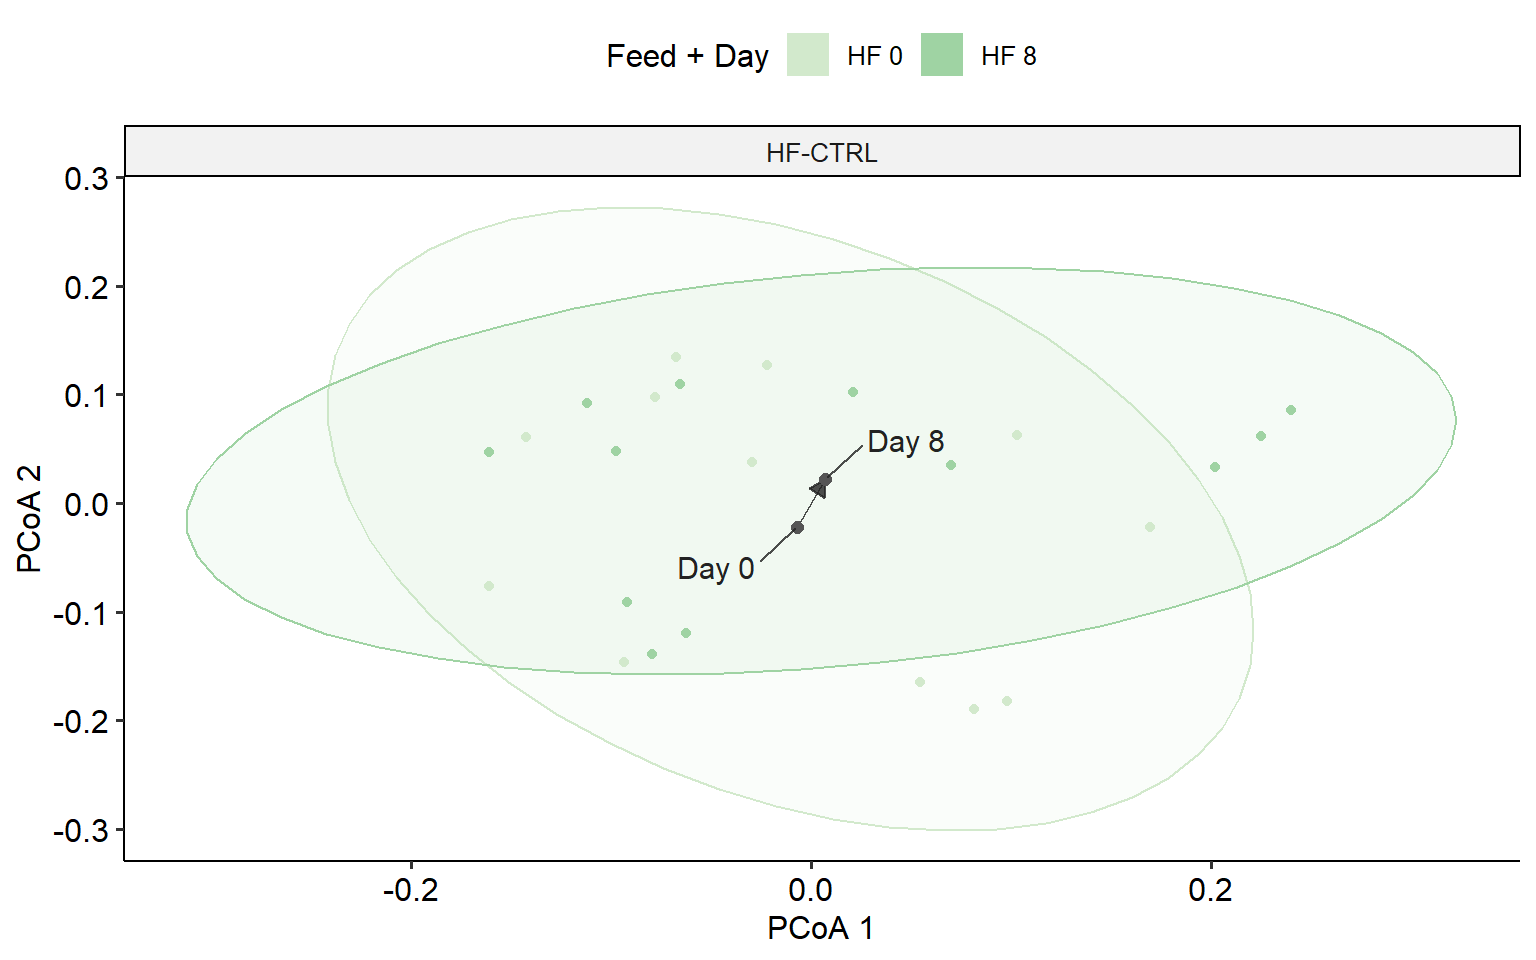 Feed + Day HF 0 HF 8
HF-CTRL
0.3
0.2
0.1
0.0
-0.1
-0.2
-0.3
PCoA 2
Day 8
Day 0
-0.2 0.0 0.2
PCoA 1